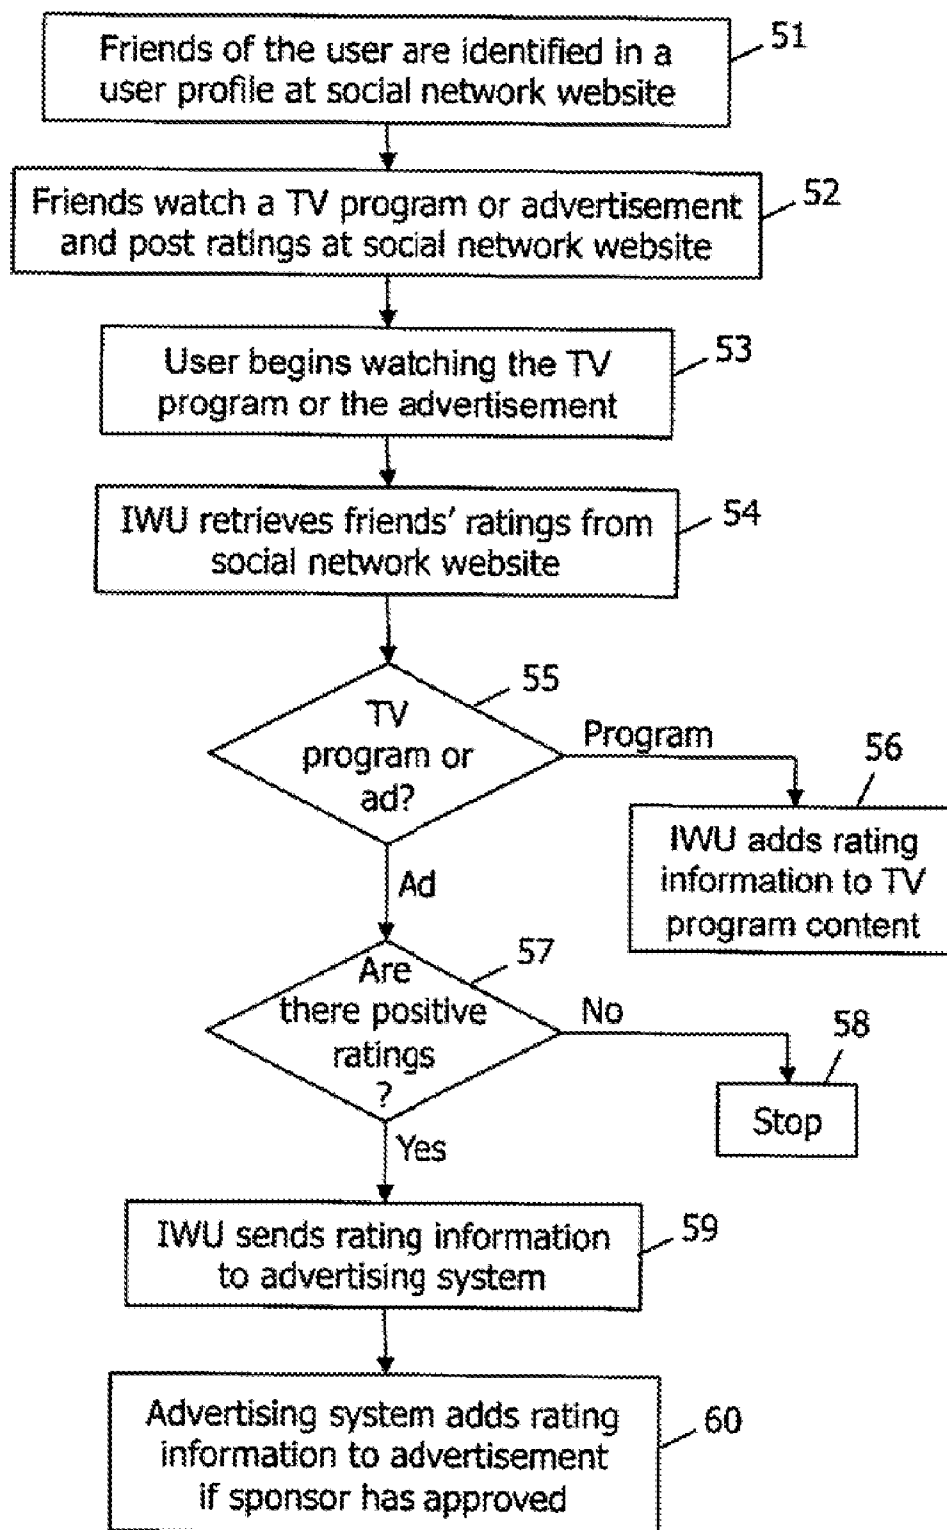 Friends of the user are identified in a
user profile at social network website
51
Friends watch a TV program or advertisement
and post ratings at social network website
52
User begins watching the TV
program or the advertisement
53
IWU retrieves friends' ratings from
social network website
54
TV
program or
ad?
55
Program
IWU adds rating
information to TV
program content
56
Ad
Are
there positive
ratings
?
57
No
Stop
58
Yes
IWU sends rating information
to advertising system
59
Advertising system adds rating
information to advertisement
if sponsor has approved
60